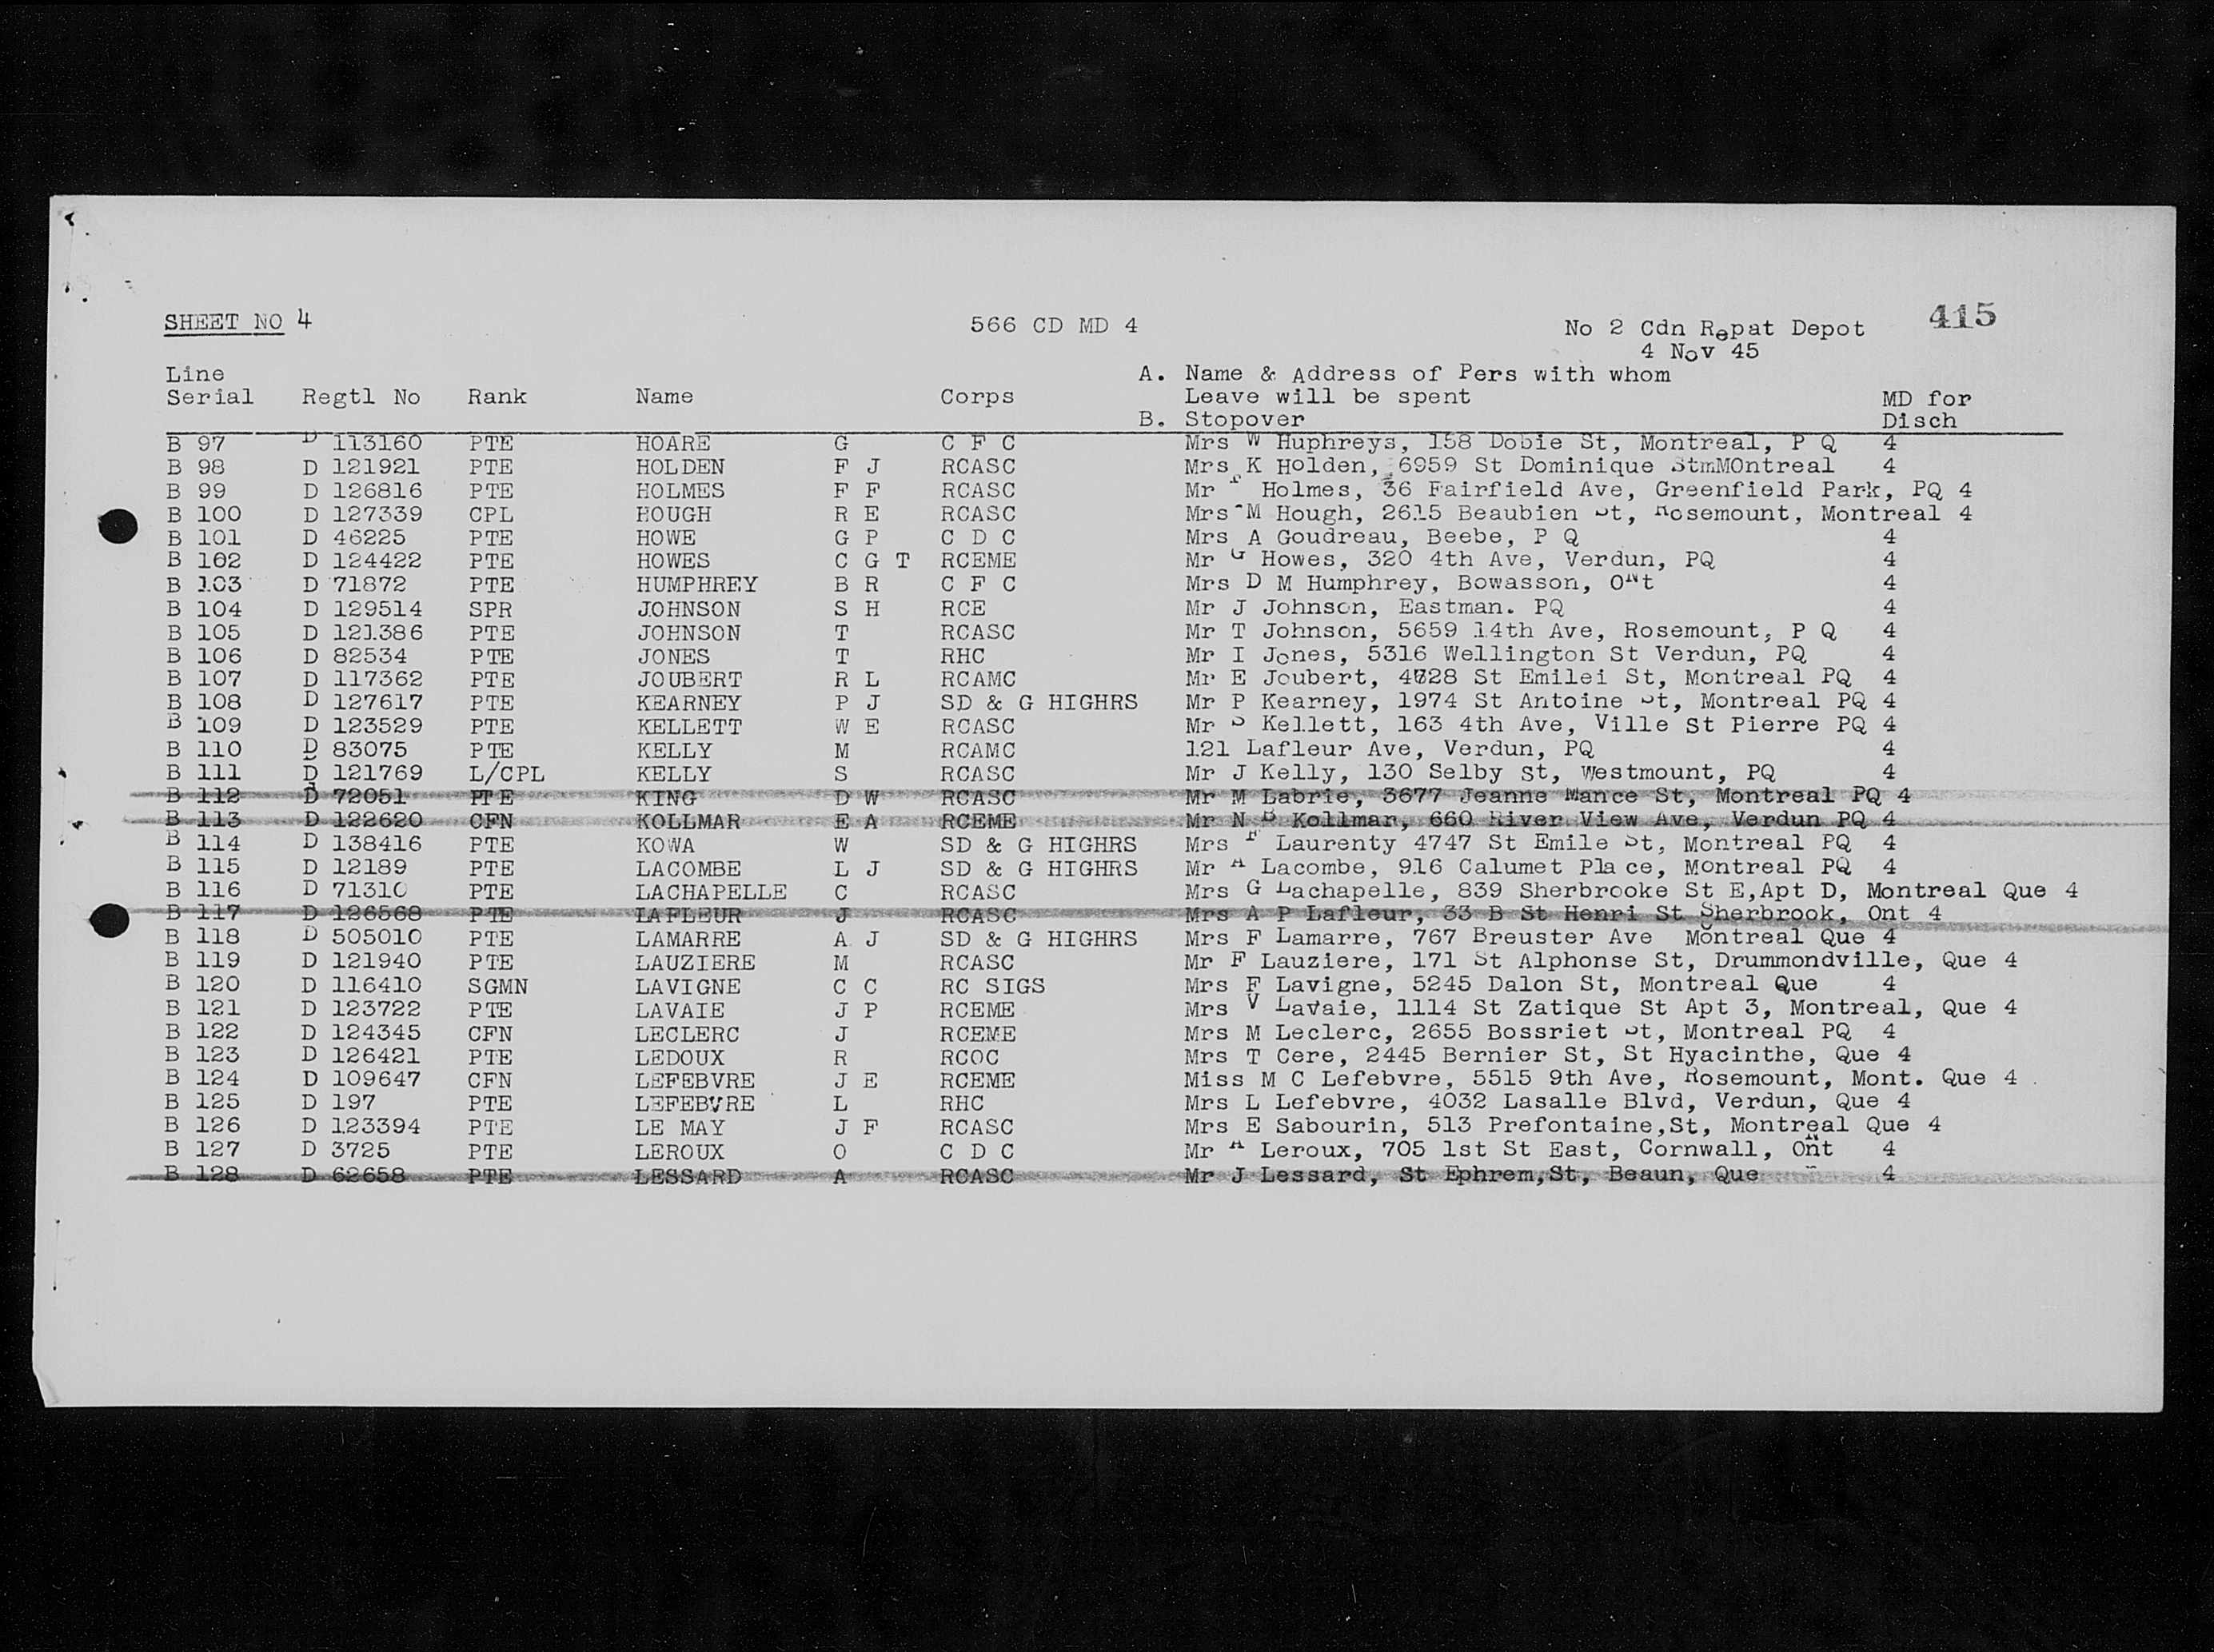 415
SHEET NO 4 566 CD MD 4 No 2 Cdn Repat Depot
4 Nov 45
Line A. Name & Address of Pers with whom
Serial Regtl No Rank Name Corps Leave will be spent MD for
B. Stopover Disch
B 97 D 113160 PTE HOARE G C F C Mrs W Huphreys, 158 Dobie St, Montreal, P Q 4
B 98 D 121921 PTE HOLDEN F J RCASC Mrs K Holden, 6959 St Dominique StmMOntreal 4
B 99 D 126816 PTE HOLMES F F RCASC Mr Holmes, 36 Fairfield Ave, Greenfield Park, PQ 4
B 100 D 127339 CPL HOUGH R E RCASC Mrs M Hough, 2615 Beaubien St, Rosemount, Montreal 4
B 101 D 46225 PTE HOWE G P C D C Mrs A Goudreau, Beebe, P Q 4
B 102 D 124422 PTE HOWES C G T RCEME Mr G Howes, 320 4th Ave, Verdun, PQ 4
B 103 D 71872 PTE HUMPHREY B R C F C Mrs D M Humphrey, Bowasson, ONt 4
B 104 D 129514 SPR JOHNSON S H RCE Mr J Johnson, Eastman. PQ 4
B 105 D 121386 PTE JOHNSON T RCASC Mr T Johnson, 5659 14th Ave, Rosemount, P Q 4
B 106 D 82534 PTE JONES T RHC Mr I Jones, 5316 Wellington St Verdun, PQ 4
B 107 D 117362 PTE JOUBERT R L RCAMC Mr E Joubert, St Emilei St, Montreal PQ 4
B 108 D 127617 PTE KEARNEY P J SD & G HIGHRS Mr P Kearney, 1974 St Antoine St, Montreal PQ 4
B 109 D 123529 PTE KELLETT W E RCASC Mr S Kellett, 163 4th Ave, Ville St Pierre PQ 4
B 110 D 83075 PTE KELLY M RCAMC 121 Lafleur Ave, Verdun, PQ 4
B 111 D 121769 L/CPL KELLY S RCASC Mr J Kelly, 130 Selby St, Westmount, PQ 4
B 112 D 72051 PTE KING D W RCASC Mr M Labrie, 3677 Jeanne Mance St, Montreal PQ 4
B 113 D 122620 CFN KOLLMAR E A RCEME Mr N B Kollmar, 660 River View Ave, Verdun PQ 4
B 114 D 138416 PTE KOWA W SD & G HIGHRS Mrs Laurenty 4747 St Emile St, Montreal PQ 4
B 115 D 12189 PTE LACOMBE L J SD & G HIGHRS Mr A Lacombe, 916 Calumet Pla ce, Montreal PQ 4
B 116 D 71310 PTE LACHAPELLE C RCASC Mrs G Lachapelle, 839 Sherbrooke St E,Apt D, Montreal Que 4
B 117 D 126568 PTE LAFLEUR J RCASC Mrs A P Lafleur, 33 B St Henri St Sherbrook, Ont 4
B 118 D 505010 PTE LAMARRE A J SD & G HIGHRS Mrs F Lamarre, 767 Breuster Ave Montreal Que 4
B 119 D 121940 PTE LAUZIERE M RCASC Mr F Lauziere, 171 St Alphonse St, Drummondville, Que 4
B 120 D 116410 SGMN LAVIGNE C C RC SIGS Mrs F Lavigne, 5245 Dalon St, Montreal Que 4
B 121 D 123722 PTE LAVAIE J P RCEME Mrs V Lavaie, 1114 St Zatique St Apt 3, Montreal, Que 4
B 122 D 124345 CFN LECLERC J RCEME Mrs M Leclerc, 2655 Bossriet St, Montreal PQ 4
B 123 D 126421 PTE LEDOUX R RCOC Mrs T Cere, 2445 Bernier St, St Hyacinthe, Que 4
B 124 D 109647 CFN LEFEBVRE J E RCEME Miss M C Lefebvre, 5515 9th Ave, Rosemount, Mont. Que 4
B 125 D 197 PTE LEFEBVRE L RHC Mrs L Lefebvre, 4032 Lasalle Blvd, Verdun, Que 4
B 126 D 123394 PTE LE MAY J F RCASC Mrs E Sabourin, 513 Prefontaine,St, Montreal Que 4
B 127 D 3725 PTE LEROUX O C D C Mr A Leroux, 705 1st St East, Cornwall, Ont 4
B 128 D 62658 PTE LESSARD A RCASC Mr J Lessard, St Ephrem,St, Beaun, Que 4